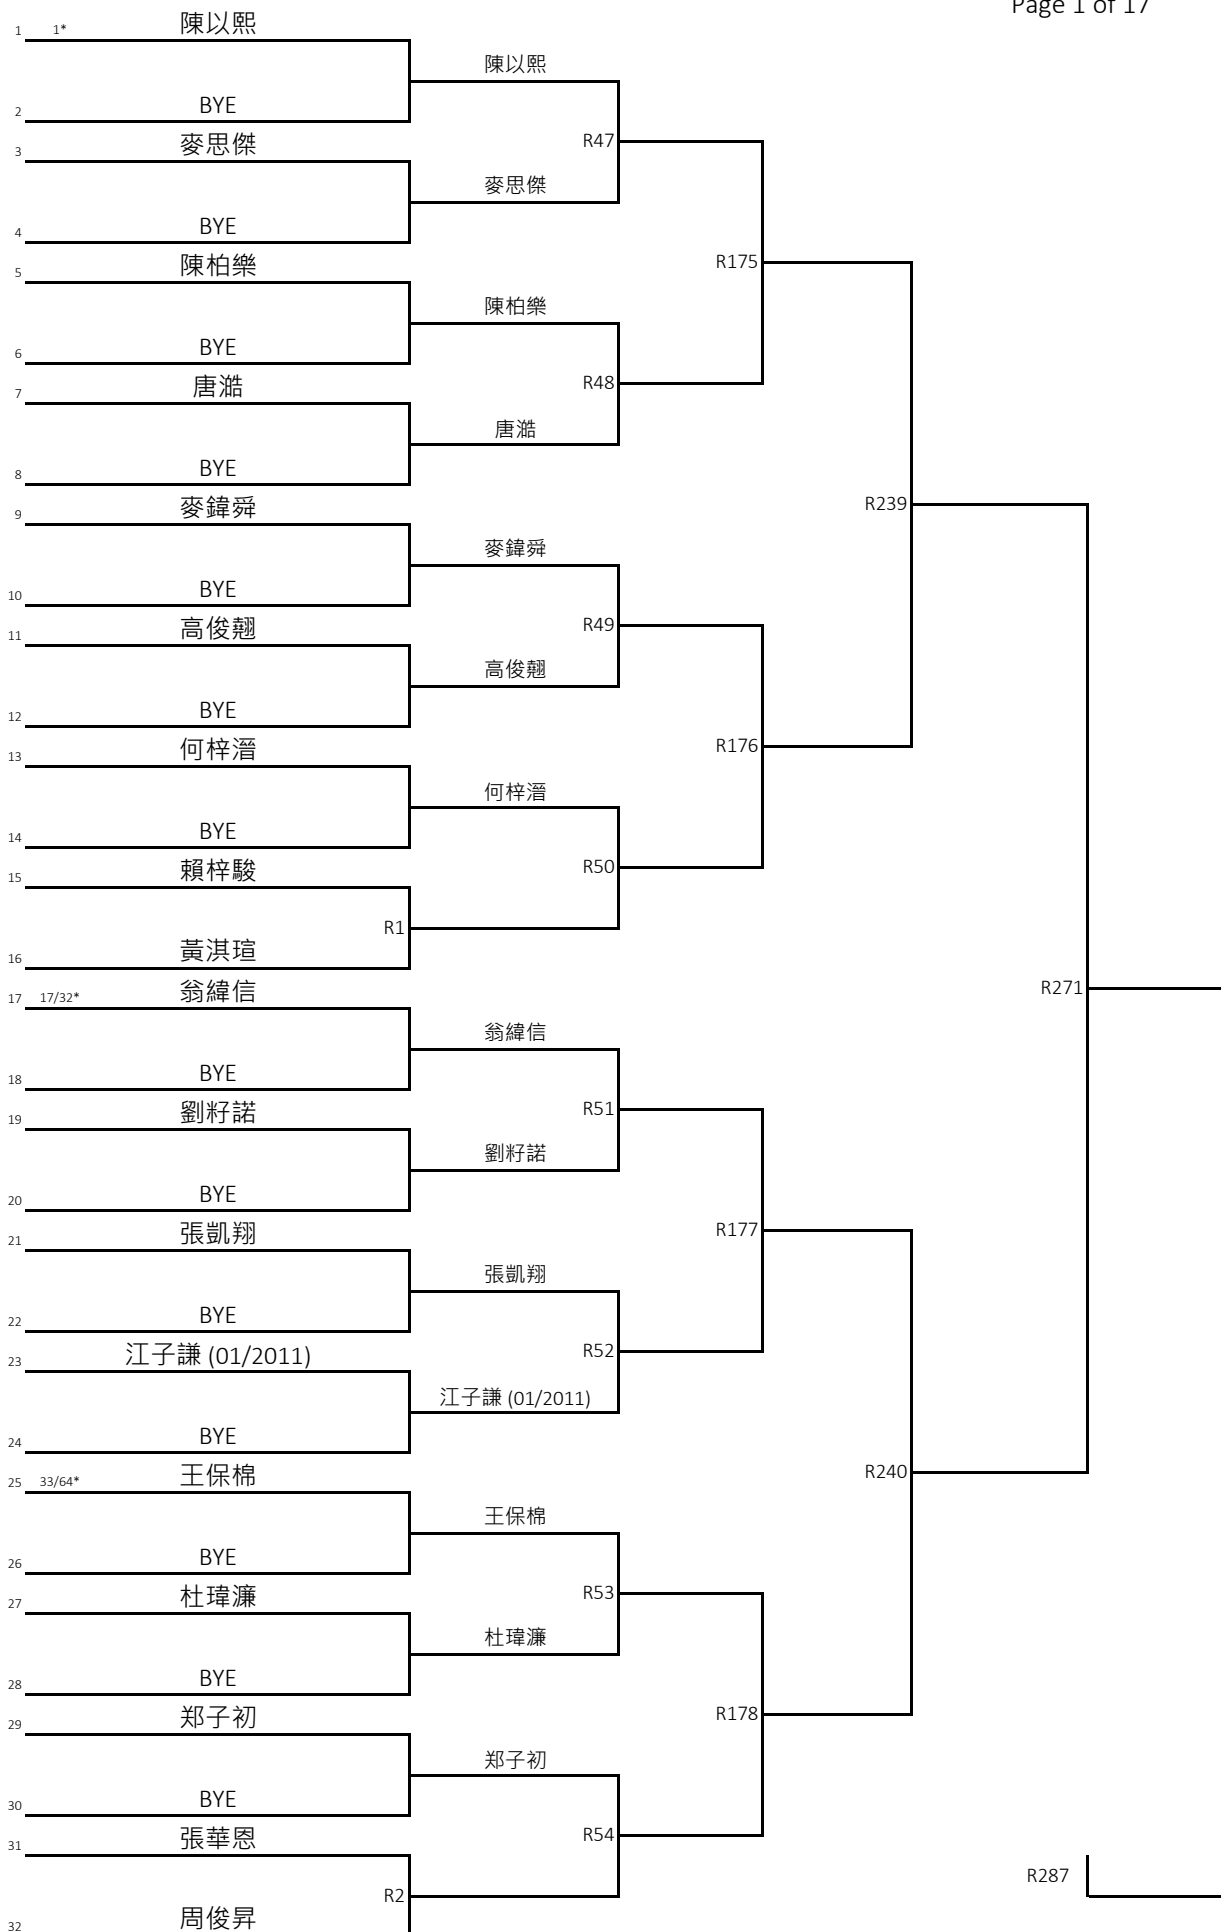 Page 1 of 17
1 1* 陳以熙
陳以熙
2 BYE
3 麥思傑
R47
麥思傑
4 BYE
5 陳柏樂
R175
陳柏樂
6 BYE
7 唐澔
R48
唐澔
8 BYE
9 麥鍏舜
R239
麥鍏舜
10 BYE
11 高俊翹
R49
高俊翹
12 BYE
13 何梓濳
R176
何梓濳
14 BYE
15 賴梓駿
R50
R1
16 黃淇瑄
17 17/32* 翁緯信
R271
翁緯信
18 BYE
19 劉籽諾
R51
劉籽諾
20 BYE
21 張凱翔
R177
張凱翔
22 BYE
23 江子謙 (01/2011)
R52
江子謙 (01/2011)
24 BYE
25 33/64* 王保棉
R240
王保棉
26 BYE
27 杜瑋濂
R53
杜瑋濂
28 BYE
29 郑子初
R178
郑子初
30 BYE
31 張華恩
R54
R287
R2
32 周俊昇